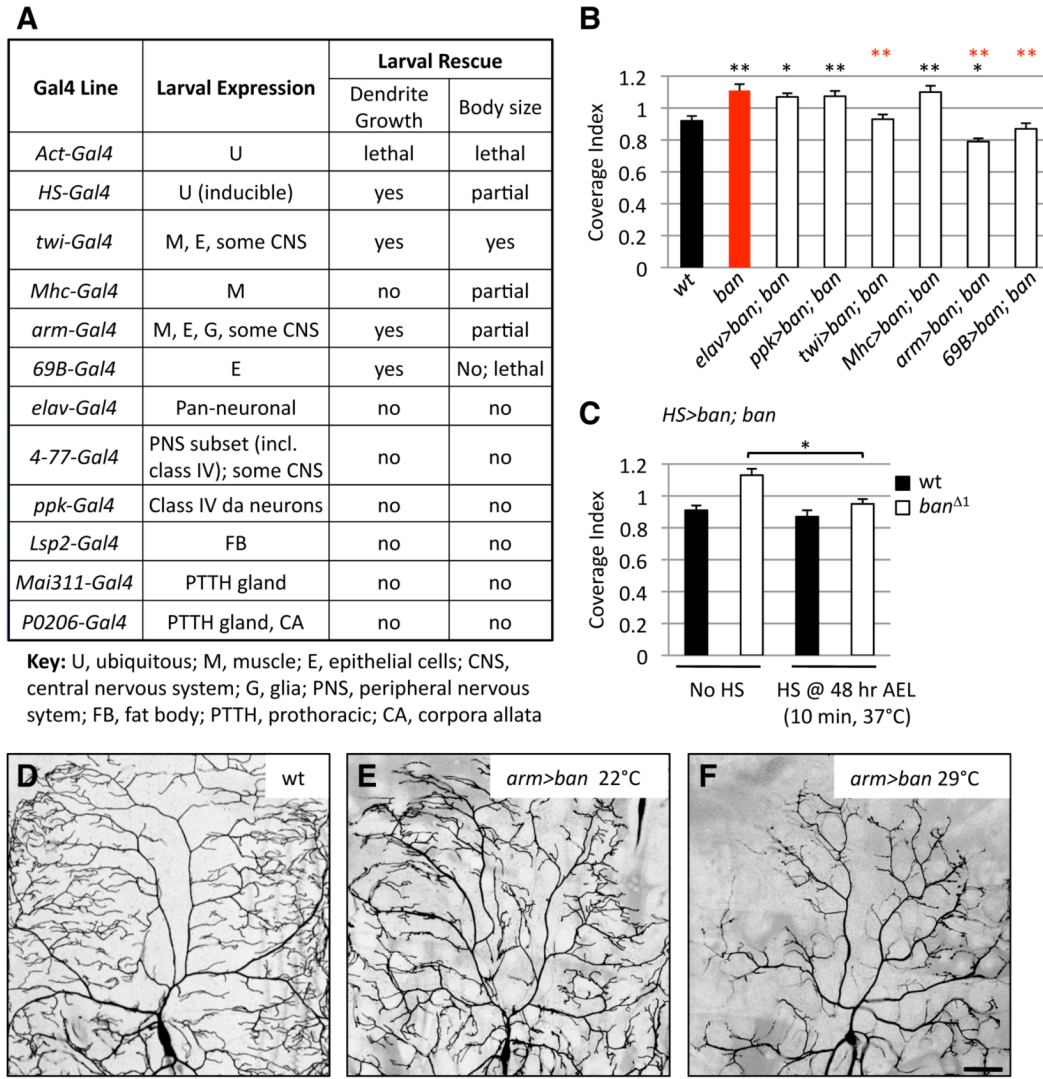 A
Gal4 Line Larval Expression Larval Rescue
Dendrite Growth Body size
Act-Gal4 U lethal lethal
HS-Gal4 U (inducible) yes partial
twi-Gal4 M, E, some CNS yes yes
Mhc-Gal4 M no partial
arm-Gal4 M, E, G, some CNS yes partial
69B-Gal4 E yes No; lethal
elav-Gal4 Pan-neuronal no no
4-77-Gal4 PNS subset (incl. class IV); some CNS no no
ppk-Gal4 Class IV da neurons no no
Lsp2-Gal4 FB no no
Mai311-Gal4 PTTH gland no no
P0206-Gal4 PTTH gland, CA no no
Key: U, ubiquitous; M, muscle; E, epithelial cells; CNS,
central nervous system; G, glia; PNS, peripheral nervous
sytem; FB, fat body; PTTH, prothoracic; CA, corpora allata
B
** ** **
** * ** ** *
Coverage Index
1.2
1
0.8
0.6
0.4
0.2
0
wt
ban
elav>ban; ban
ppk>ban; ban
twi>ban; ban
Mhc>ban; ban
arm>ban; ban
69B>ban; ban
C
HS>ban; ban
*
Coverage Index
1.2
1
0.8
0.6
0.4
0.2
0
wt
banΔ1
No HS
HS @ 48 hr AEL
(10 min, 37°C)
D
wt
E
arm>ban 22°C
F
arm>ban 29°C